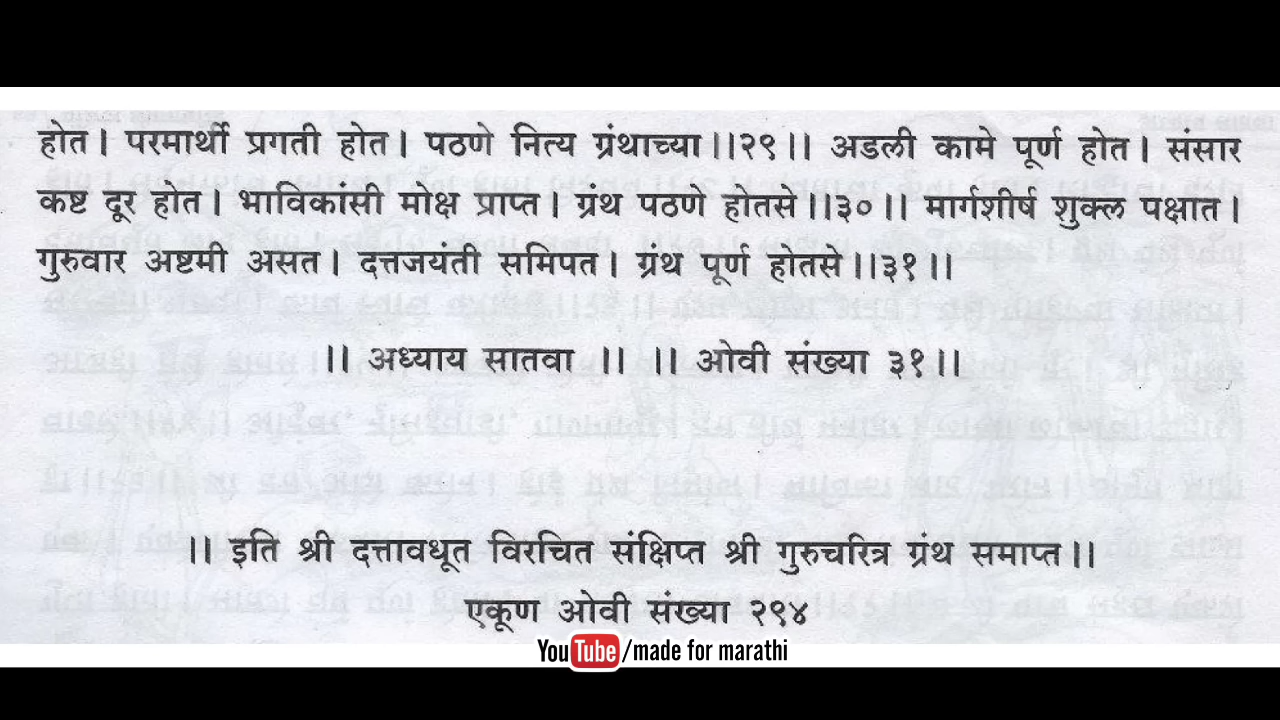 होत। परमार्थी प्रगती होत। पठणे नित्य ग्रंथाच्या।।२९।। अडली कामे पूर्ण होत। संसार
कष्ट दूर होत। भाविकांसी मोक्ष प्राप्त। ग्रंथ पठणे होतसे।।३०।। मार्गशीर्ष शुक्ल पक्षात।
गुरुवार अष्टमी असत। दत्तजयंती समिपत। ग्रंथ पूर्ण होतसे।।३१।।
।। अध्याय सातवा ।। ।। ओवी संख्या ३१।।
।। इति श्री दत्तावधूत विरचित संक्षिप्त श्री गुरुचरित्र ग्रंथ समाप्त।।
एकूण ओवी संख्या २९४
YouTube/made for marathi